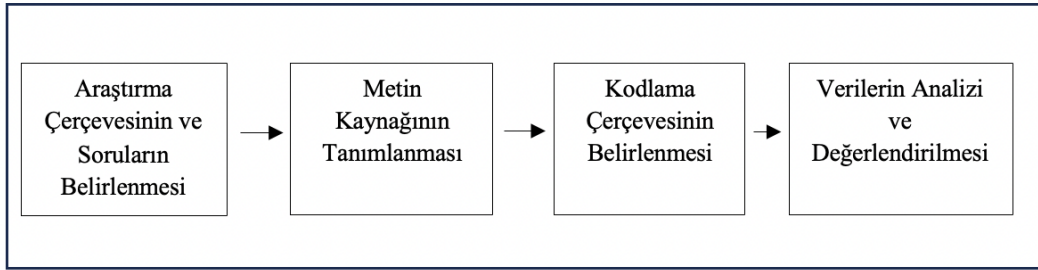 Araştırma
Çerçevesinin ve
Soruların
Belirlenmesi
Metin
Kaynağının
Tanımlanması
Kodlama
Çerçevesinin
Belirlenmesi
Verilerin Analizi
ve
Değerlendirilmesi